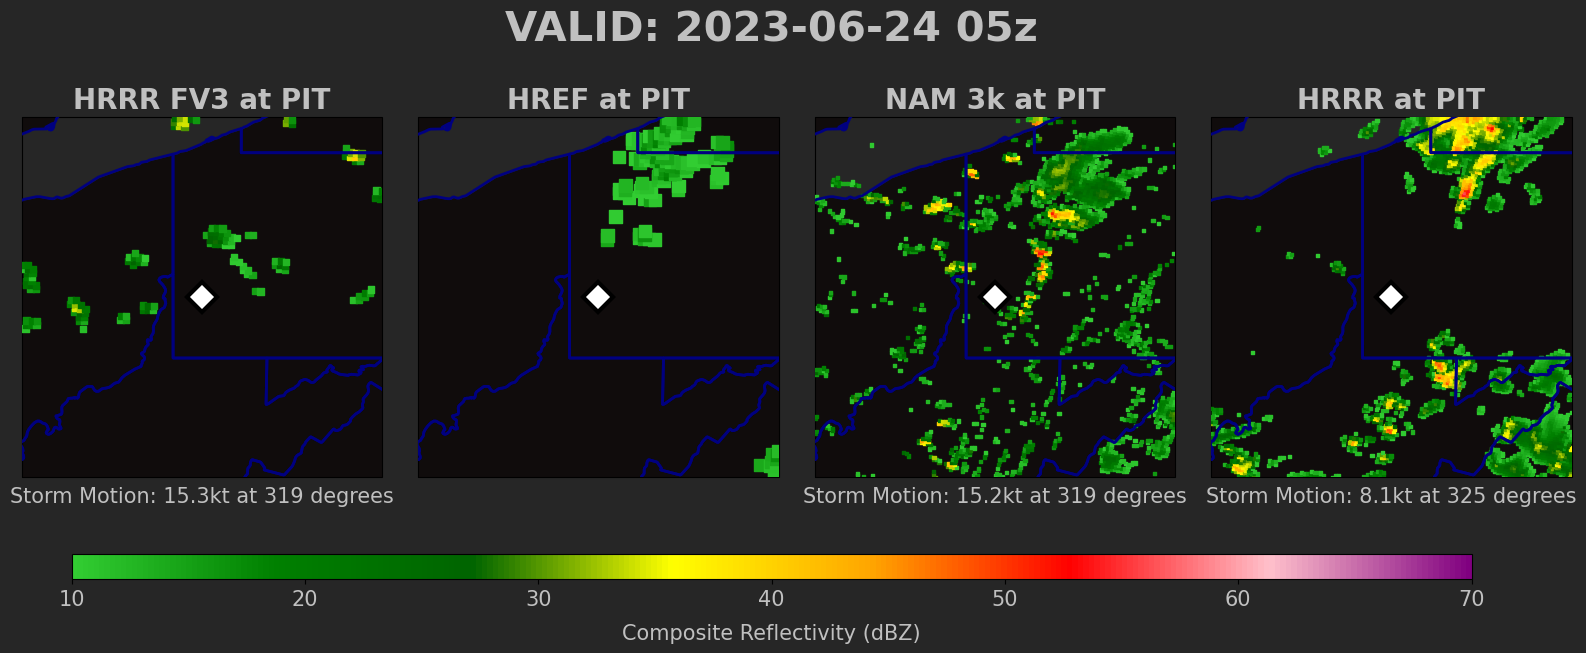 VALID: 2023-06-24 05z
HRRR FV3 at PIT
HREF at PIT
NAM 3k at PIT
HRRR at PIT
Storm Motion: 15.3kt at 319 degrees
Storm Motion: 15.2kt at 319 degrees
Storm Motion: 8.1kt at 325 degrees
10 20 30 40 50 60 70
Composite Reflectivity (dBZ)